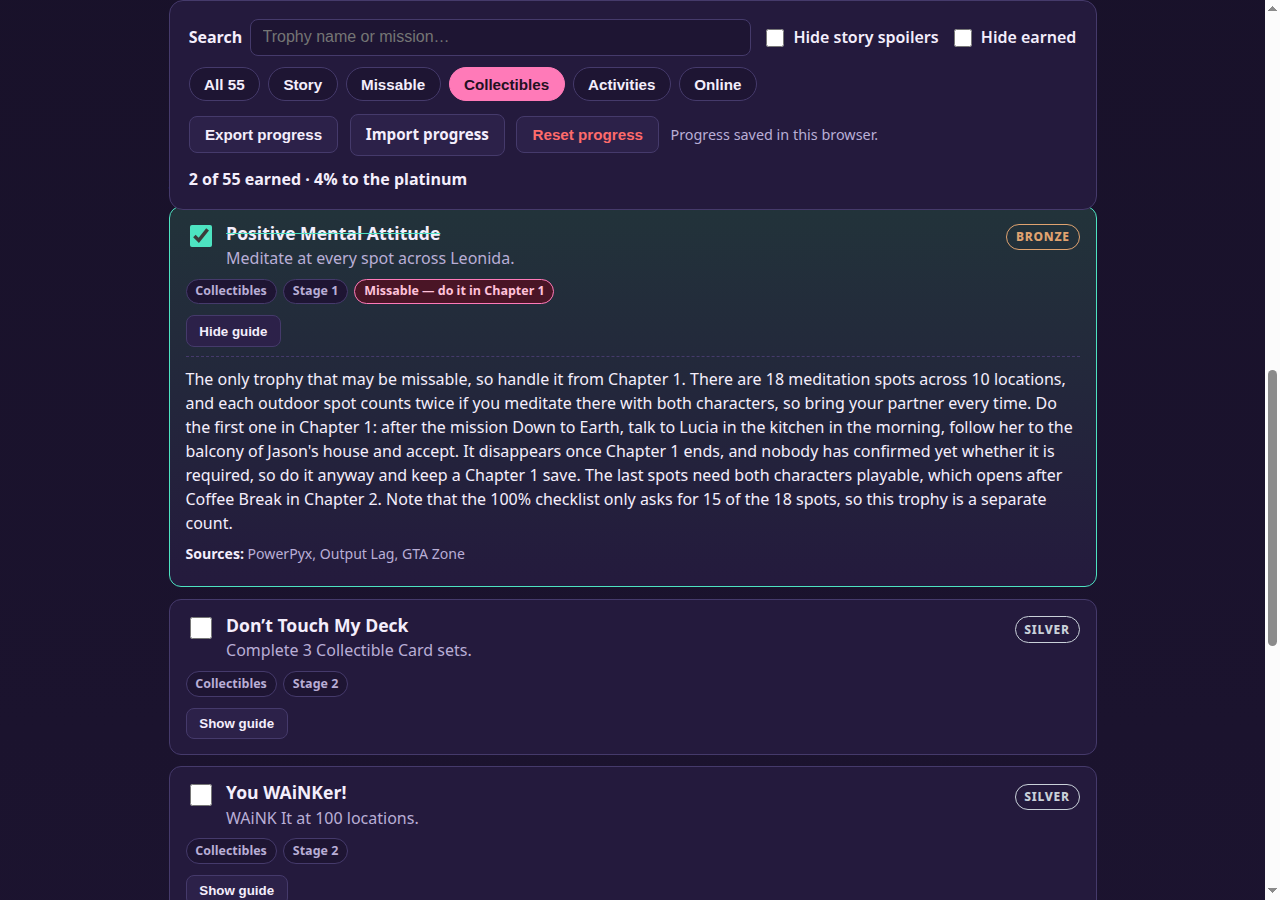 Search Trophy name or mission… Hide story spoilers Hide earned
All 55 Story Missable Collectibles Activities Online
Export progress Import progress Reset progress Progress saved in this browser.
2 of 55 earned · 4% to the platinum
Positive Mental Attitude BRONZE
Meditate at every spot across Leonida.
Collectibles Stage 1 Missable — do it in Chapter 1
Hide guide
The only trophy that may be missable, so handle it from Chapter 1. There are 18 meditation spots across 10 locations,
and each outdoor spot counts twice if you meditate there with both characters, so bring your partner every time. Do
the first one in Chapter 1: after the mission Down to Earth, talk to Lucia in the kitchen in the morning, follow her to the
balcony of Jason's house and accept. It disappears once Chapter 1 ends, and nobody has confirmed yet whether it is
required, so do it anyway and keep a Chapter 1 save. The last spots need both characters playable, which opens after
Coffee Break in Chapter 2. Note that the 100% checklist only asks for 15 of the 18 spots, so this trophy is a separate
count.
Sources: PowerPyx, Output Lag, GTA Zone
Don’t Touch My Deck SILVER
Complete 3 Collectible Card sets.
Collectibles Stage 2
Show guide
You WAiNKer! SILVER
WAiNK It at 100 locations.
Collectibles Stage 2
Show guide